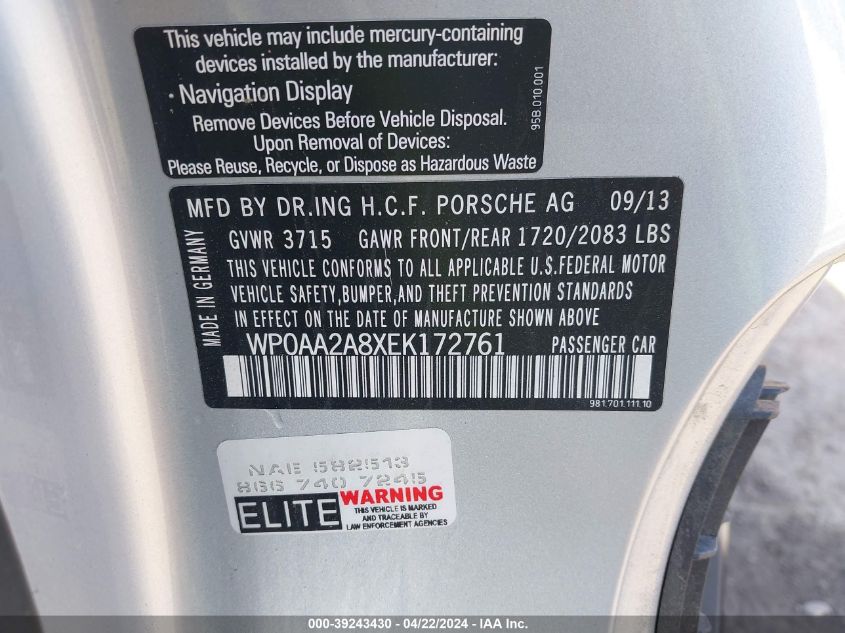 This vehicle may include mercury-containing
devices installed by the manufacturer:
· Navigation Display
Remove Devices Before Vehicle Disposal.
Upon Removal of Devices:
Please Reuse, Recycle, or Dispose as Hazardous Waste
95B.010.001
MFD BY DR.ING H.C.F. PORSCHE AG 09/13
GVWR 3715 GAWR FRONT/REAR 1720/2083 LBS
THIS VEHICLE CONFORMS TO ALL APPLICABLE U.S.FEDERAL MOTOR
VEHICLE SAFETY,BUMPER,AND THEFT PREVENTION STANDARDS
IN EFFECT ON THE DATE OF MANUFACTURE SHOWN ABOVE.
WP0AA2A8XEK172761 PASSENGER CAR
MADE IN GERMANY
981.701.111.10
NAE 582513
866 740 7245
ELITE
WARNING
THIS VEHICLE IS MARKED
AND TRACEABLE BY
LAW ENFORCEMENT AGENCIES
000-39243430 - 04/22/2024 - IAA Inc.